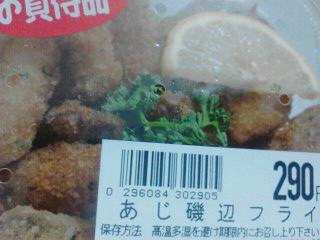 お買得品
290円
0 296084 302905
あじ磯辺フライ
保存方法 高温多湿を避け期限内にお召し上り下さい